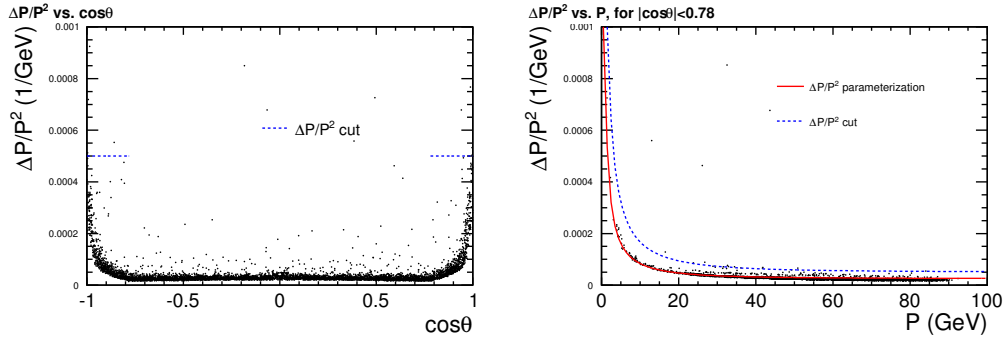 ΔP/P² vs. cosθ
ΔP/P² (1/GeV)
0.001
0.0008
0.0006
0.0004
0.0002
0
ΔP/P² cut
-1 -0.5 0 0.5 1
cosθ
ΔP/P² vs. P, for |cosθ|<0.78
ΔP/P² (1/GeV)
0.001
0.0008
0.0006
0.0004
0.0002
0
ΔP/P² parameterization
ΔP/P² cut
0 20 40 60 80 100
P (GeV)